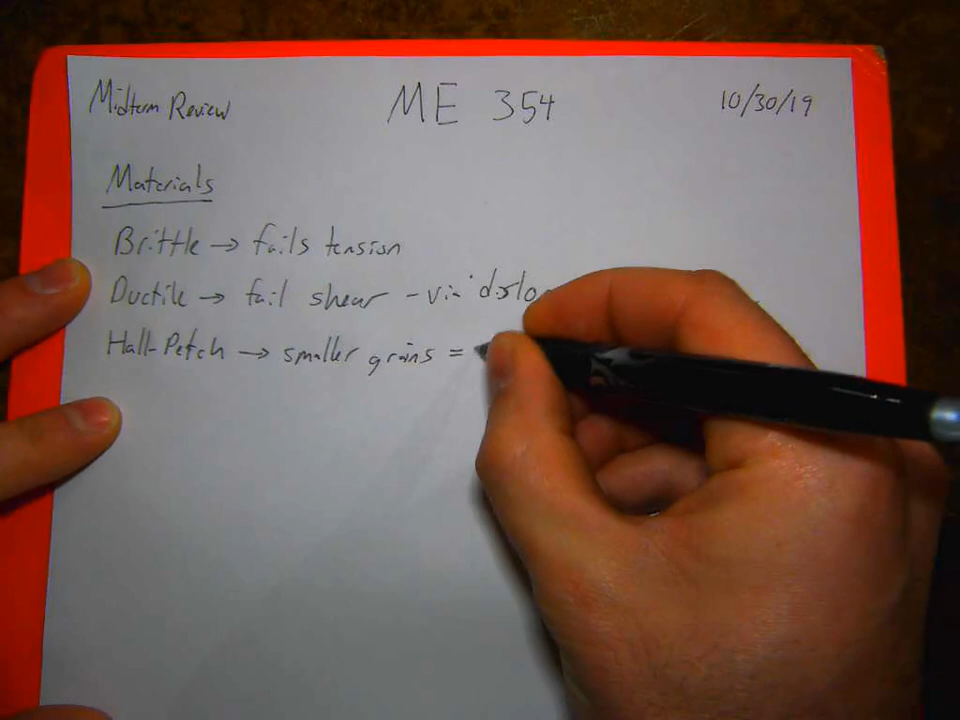 Midterm Review ME 354 10/30/19
Materials
Brittle → fails tension
Ductile → fail shear - via
Hall-Petch → smaller grains =